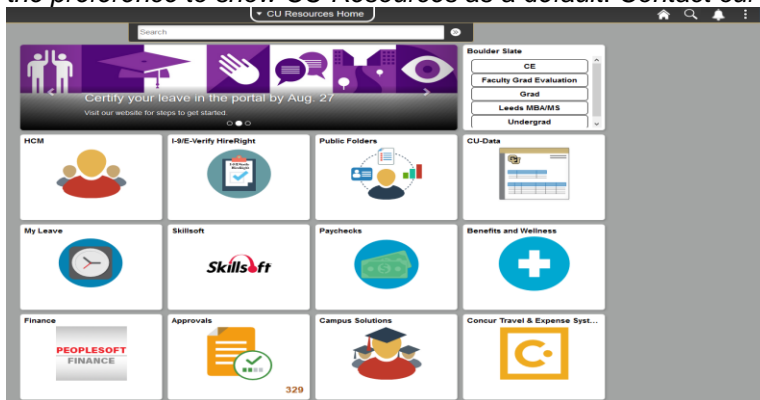 the preference to show CU Resources as a default. Contact our
CU Resources Home
Search
Certify your leave in the portal by Aug. 27
Visit our website for steps to get started.
Boulder Slate
CE
Faculty Grad Evaluation
Grad
Leeds MBA/MS
Undergrad
HCM
I-9/E-Verify HireRight
Public Folders
CU-Data
My Leave
Skillsoft
Paychecks
Benefits and Wellness
Skillsoft
Finance
Approvals
Campus Solutions
Concur Travel & Expense Syst...
PEOPLESOFT
FINANCE
329